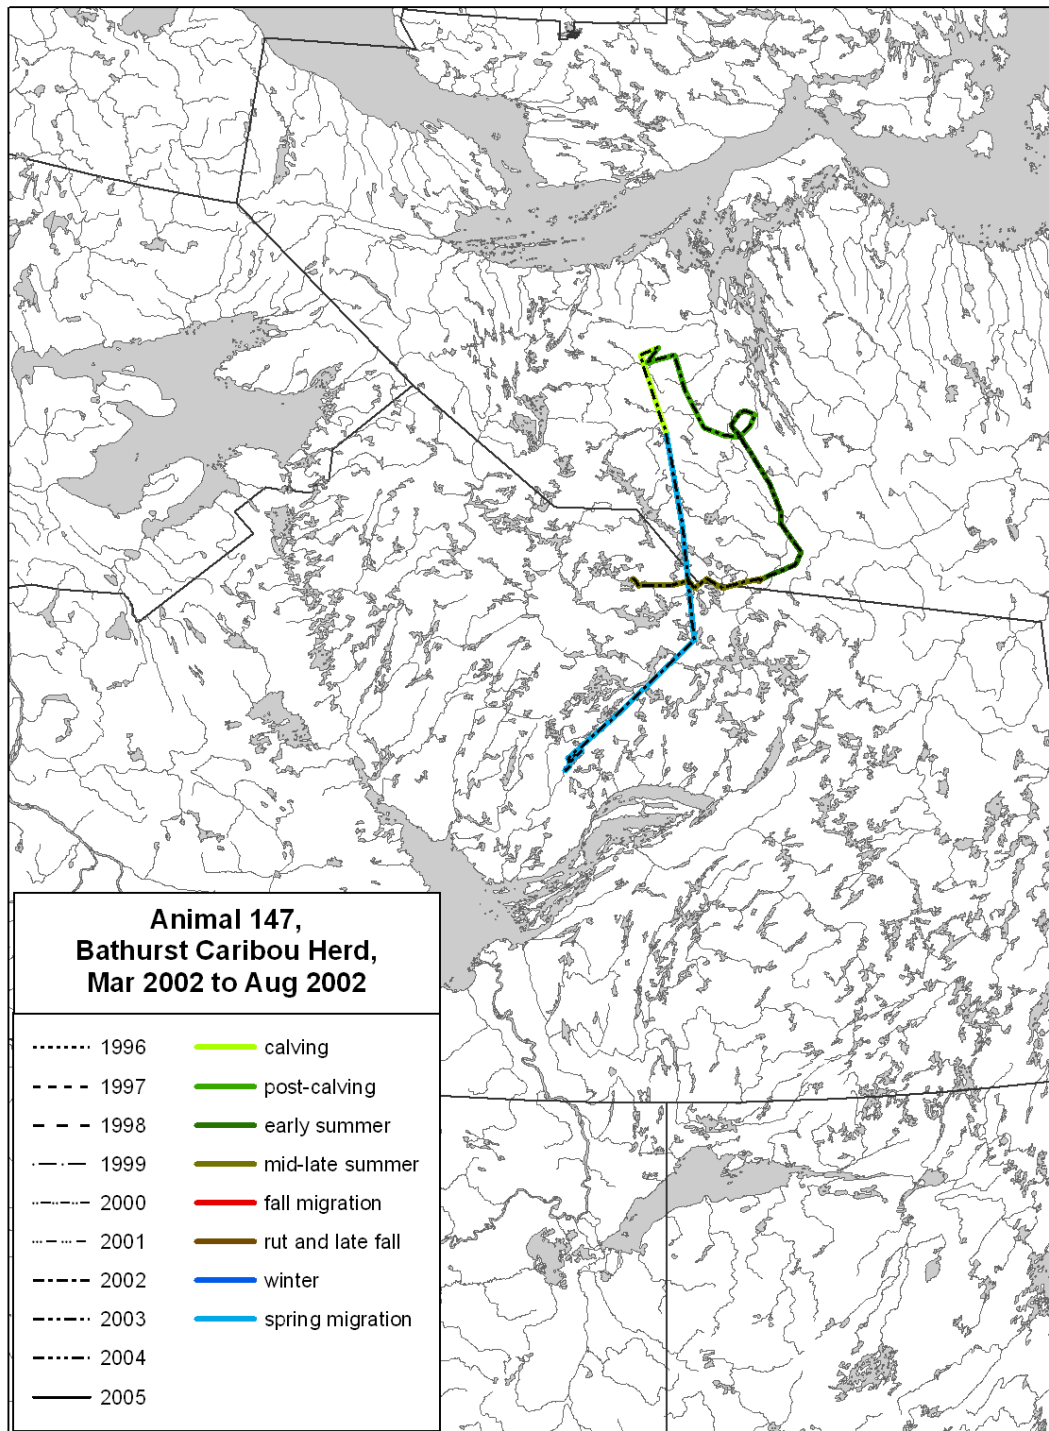 Animal 147,
Bathurst Caribou Herd,
Mar 2002 to Aug 2002
1996
1997
1998
1999
2000
2001
2002
2003
2004
2005
calving
post-calving
early summer
mid-late summer
fall migration
rut and late fall
winter
spring migration